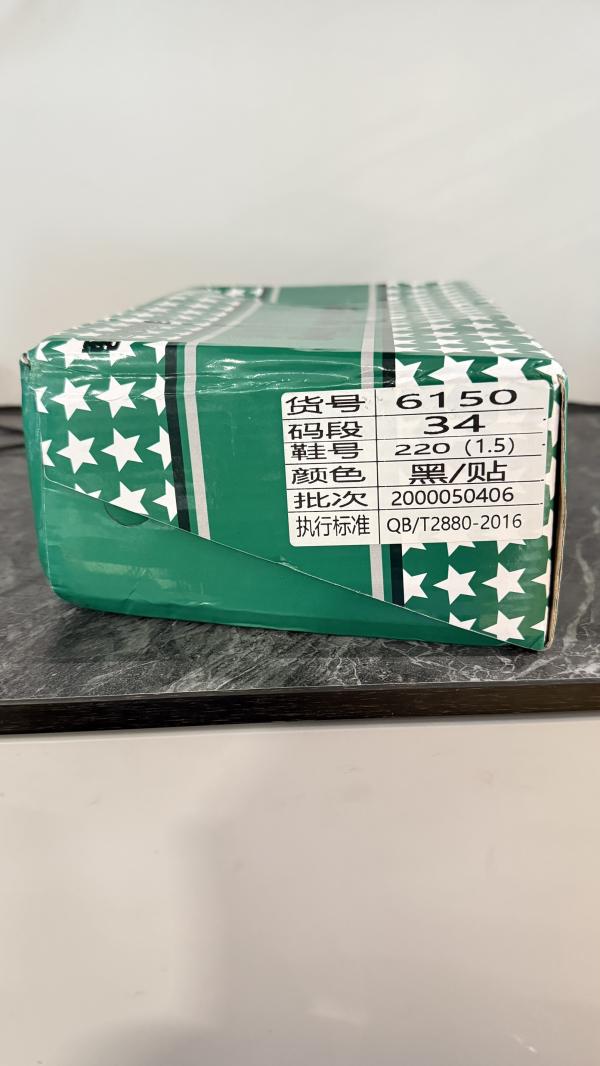 货号 6150
码段 34
鞋号 220 (1.5)
颜色 黑/贴
批次 2000050406
执行标准 QB/T2880-2016